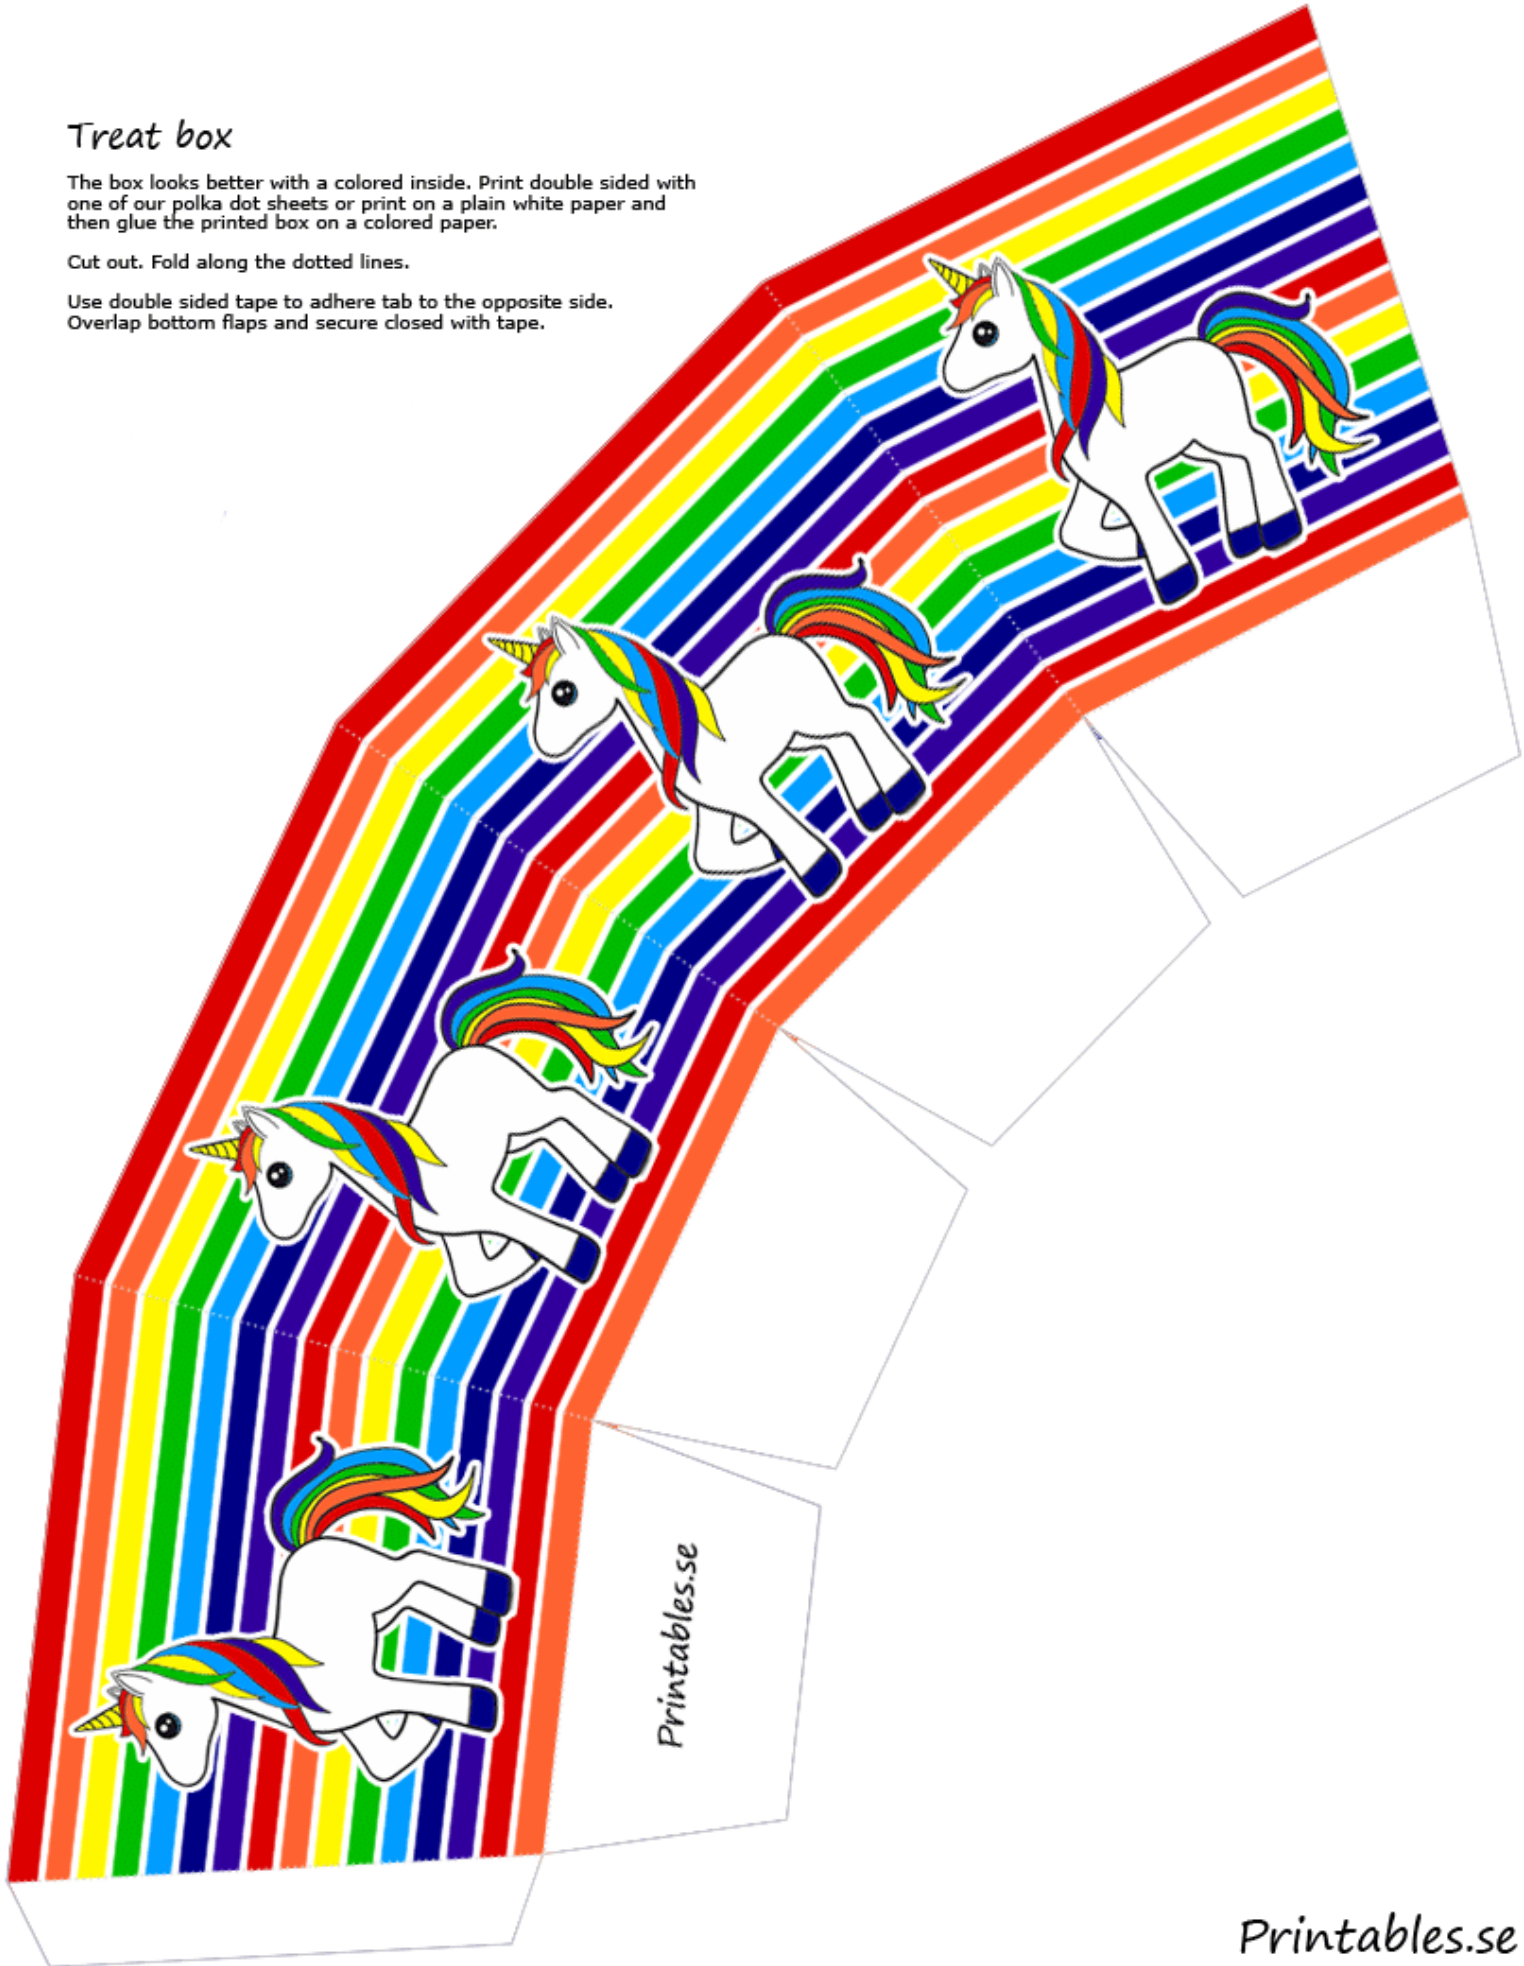 Treat box
The box looks better with a colored inside. Print double sided with
one of our polka dot sheets or print on a plain white paper and
then glue the printed box on a colored paper.
Cut out. Fold along the dotted lines.
Use double sided tape to adhere tab to the opposite side.
Overlap bottom flaps and secure closed with tape.
Printables.se
Printables.se